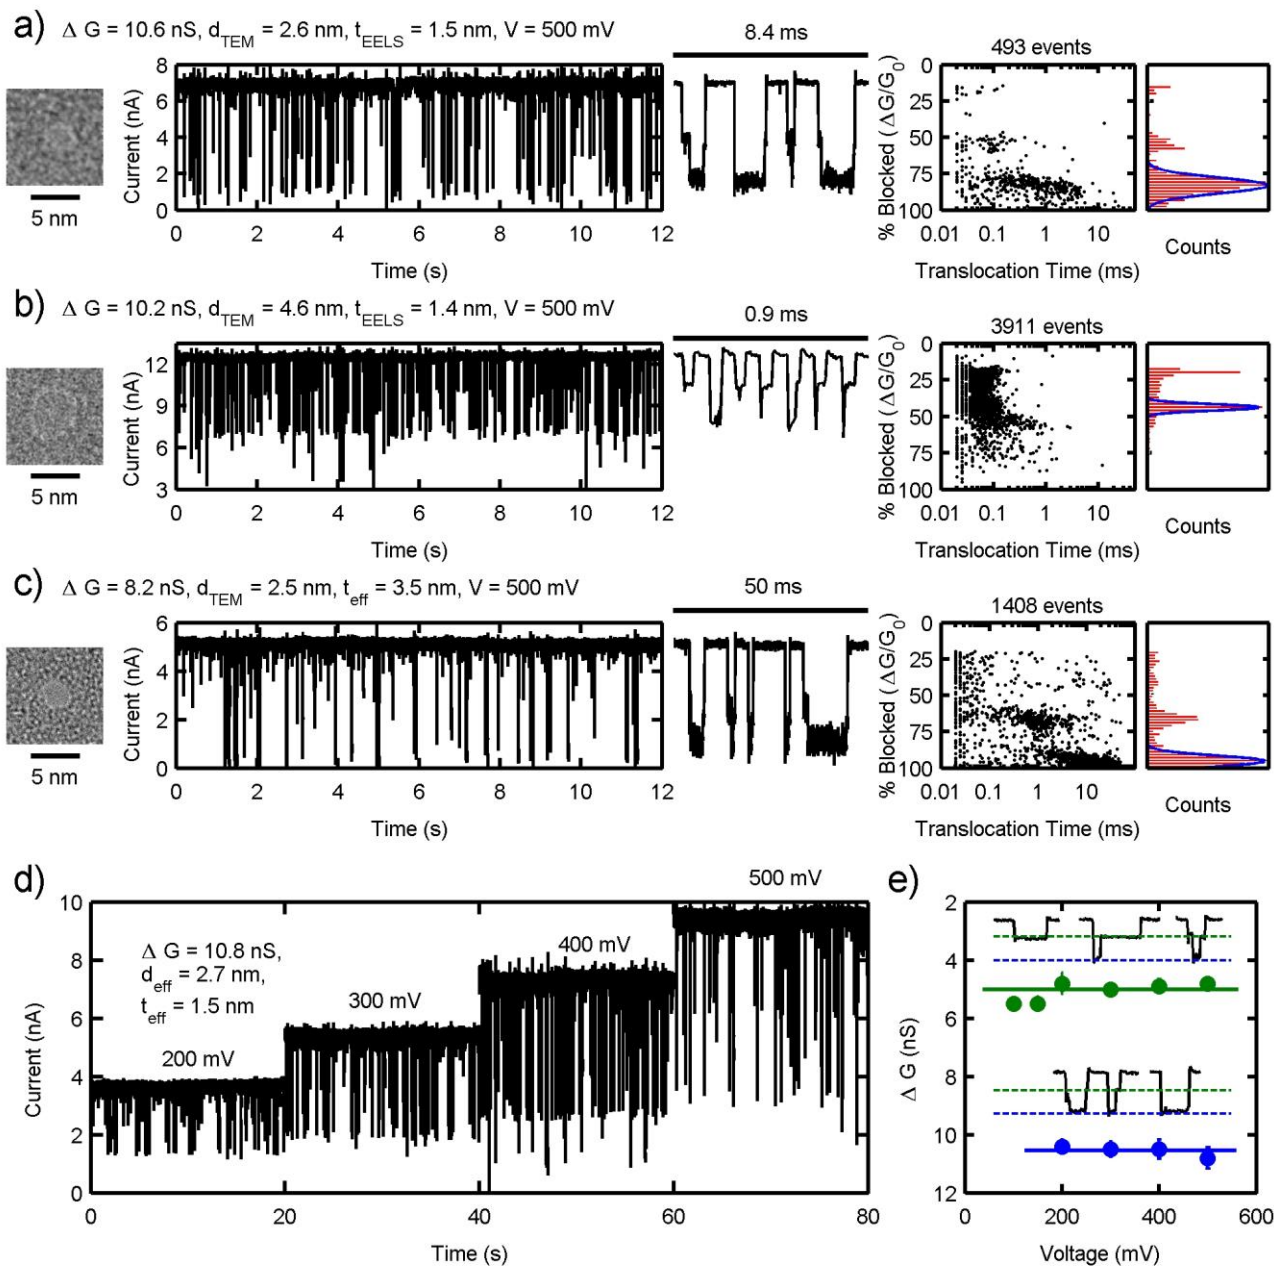 a) Δ G = 10.6 nS, d_TEM = 2.6 nm, t_EELS = 1.5 nm, V = 500 mV
8.4 ms
493 events
5 nm
Current (nA)
8
6
4
2
0
0 2 4 6 8 10 12
Time (s)
% Blocked (ΔG/G_0)
0
25
50
75
100
0.01 0.1 1 10
Translocation Time (ms)
Counts
b) Δ G = 10.2 nS, d_TEM = 4.6 nm, t_EELS = 1.4 nm, V = 500 mV
0.9 ms
3911 events
5 nm
Current (nA)
12
9
6
3
0 2 4 6 8 10 12
Time (s)
% Blocked (ΔG/G_0)
0
25
50
75
100
0.01 0.1 1 10
Translocation Time (ms)
Counts
c) Δ G = 8.2 nS, d_TEM = 2.5 nm, t_eff = 3.5 nm, V = 500 mV
50 ms
1408 events
5 nm
Current (nA)
6
4
2
0
0 2 4 6 8 10 12
Time (s)
% Blocked (ΔG/G_0)
0
25
50
75
100
0.01 0.1 1 10
Translocation Time (ms)
Counts
d)
Δ G = 10.8 nS,
d_eff = 2.7 nm,
t_eff = 1.5 nm
200 mV
300 mV
400 mV
500 mV
Current (nA)
10
8
6
4
2
0
0 20 40 60 80
Time (s)
e)
Δ G (nS)
2
4
6
8
10
12
0 200 400 600
Voltage (mV)